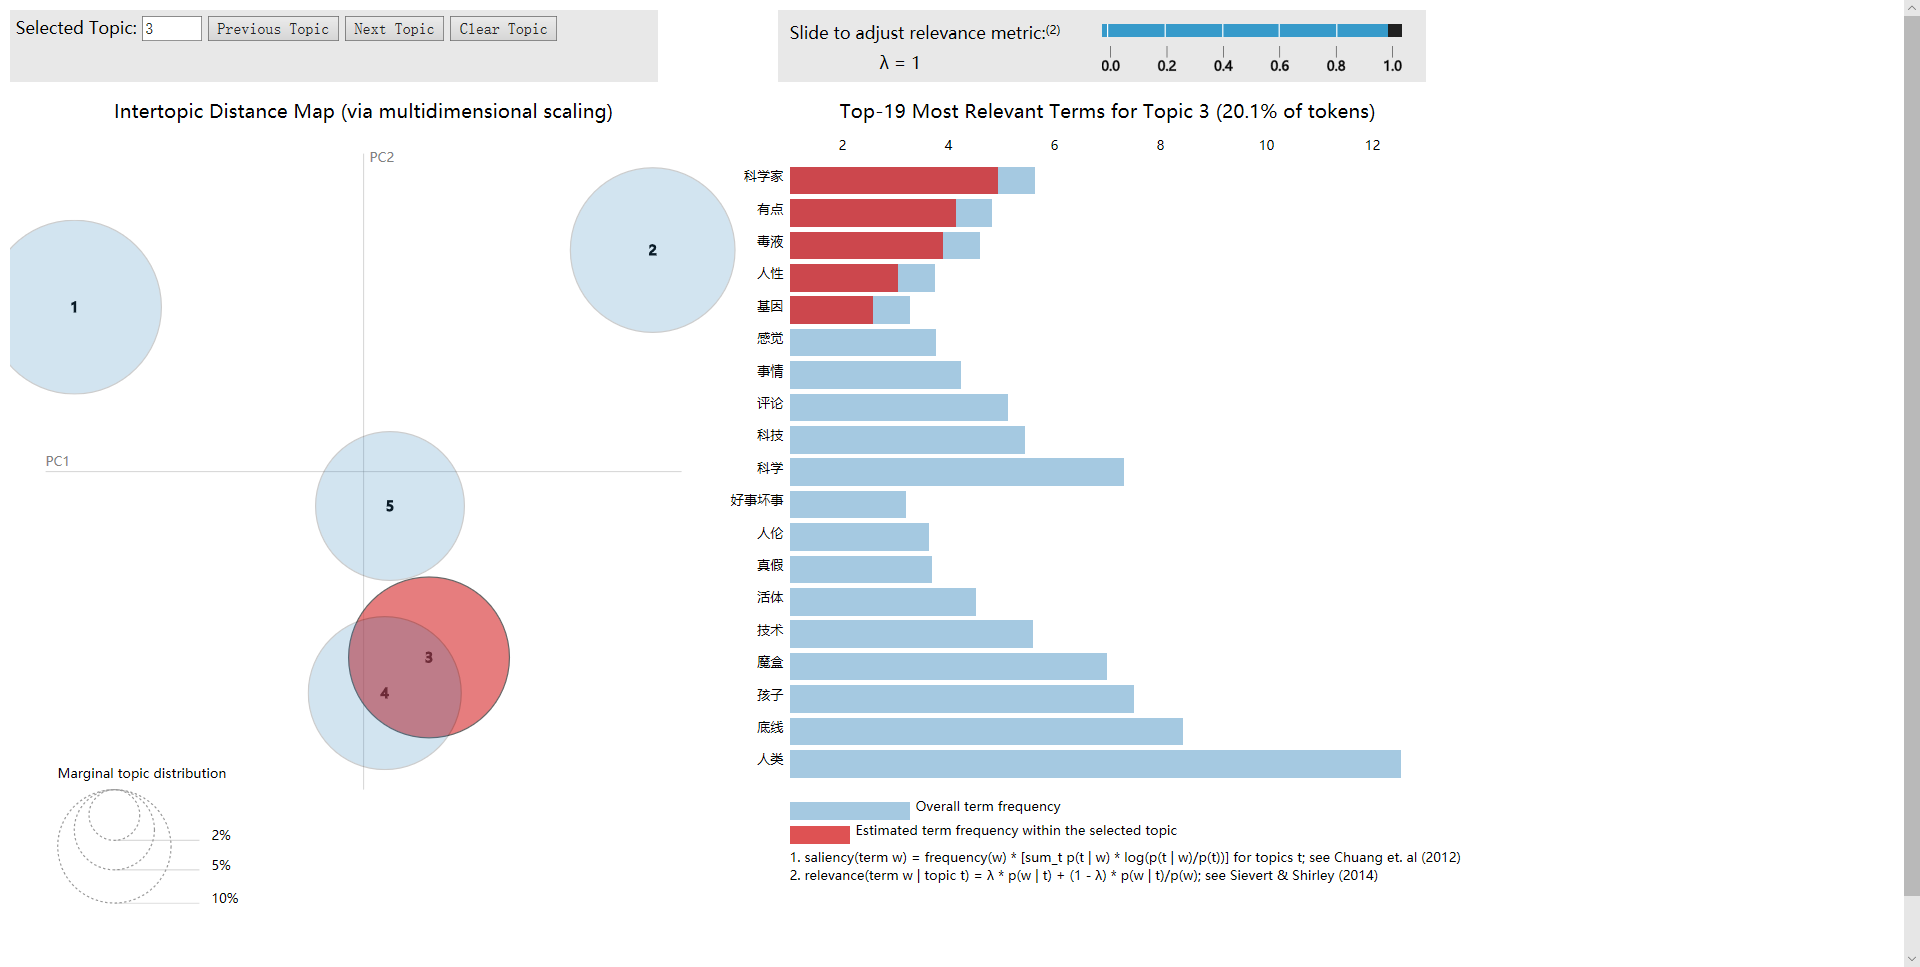 Selected Topic: 3 Previous Topic Next Topic Clear Topic
Slide to adjust relevance metric:(2)
λ = 1
0.0 0.2 0.4 0.6 0.8 1.0
Intertopic Distance Map (via multidimensional scaling)
PC2
PC1
1
2
5
3
4
Marginal topic distribution
2%
5%
10%
Top-19 Most Relevant Terms for Topic 3 (20.1% of tokens)
2 4 6 8 10 12
科学家
有点
毒液
人性
基因
感觉
事情
评论
科技
科学
好事坏事
人伦
真假
活体
技术
魔盒
孩子
底线
人类
Overall term frequency
Estimated term frequency within the selected topic
1. saliency(term w) = frequency(w) * [sum_t p(t | w) * log(p(t | w)/p(t))] for topics t; see Chuang et. al (2012)
2. relevance(term w | topic t) = λ * p(w | t) + (1 - λ) * p(w | t)/p(w); see Sievert & Shirley (2014)